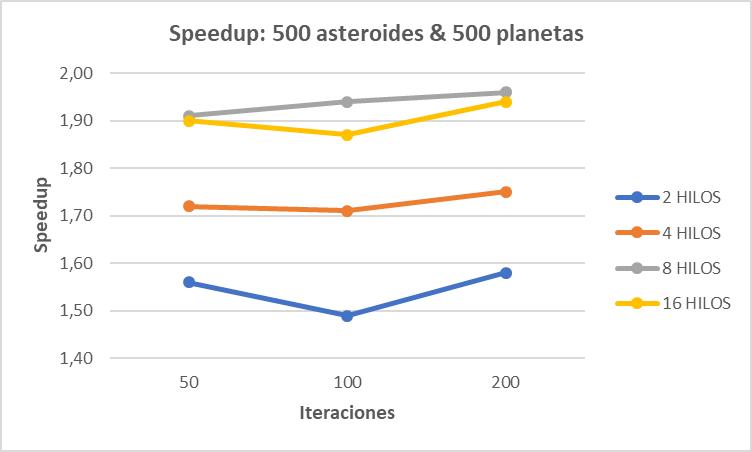 Speedup: 500 asteroides & 500 planetas
2,00
1,90
1,80
1,70
1,60
1,50
1,40
Speedup
50
100
200
Iteraciones
2 HILOS
4 HILOS
8 HILOS
16 HILOS